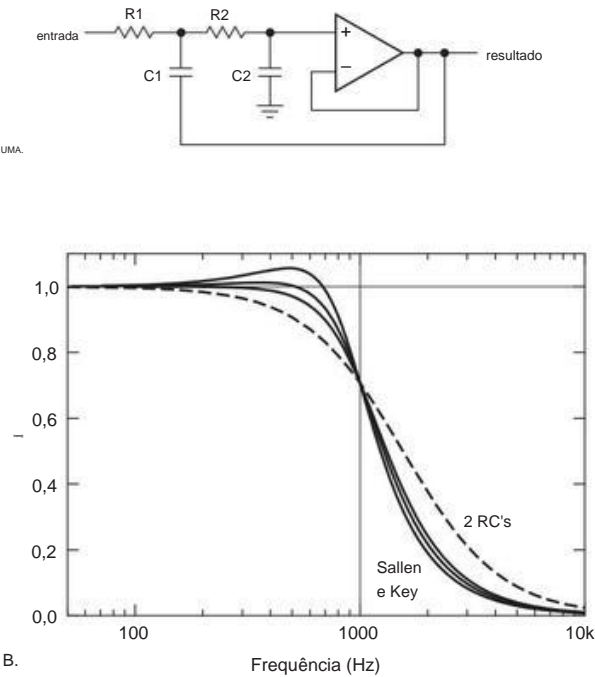 R1
R2
entrada
+
−
C1
C2
resultado
UMA.
1,0
0,8
0,6
0,4
0,2
0,0
2 RC's
Sallen
e Key
100
1000
10k
B.
Frequência (Hz)